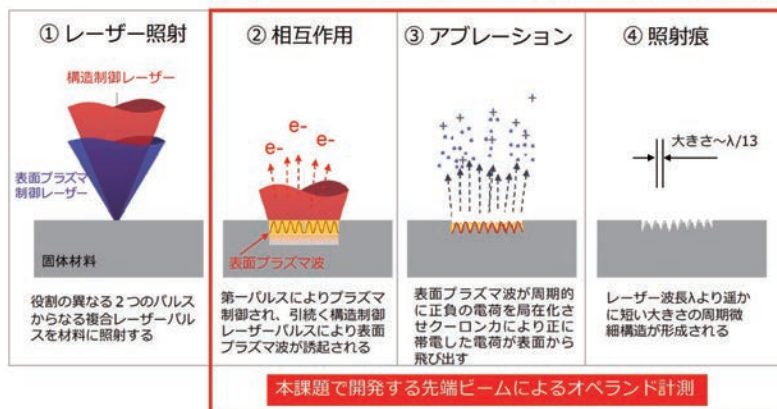 ① レーザー照射
構造制御レーザー
表面プラズマ
制御レーザー
固体材料
役割の異なる２つのパルス
からなる複合レーザーパル
スを材料に照射する
② 相互作用
e-
e-
e-
e-
表面プラズマ波
第一パルスによりプラズマ
制御され、引続く構造制御
レーザーパルスにより表面
プラズマ波が誘起される
③ アブレーション
表面プラズマ波が周期的
に正負の電荷を局在化さ
せクーロン力により正に
帯電した電荷が表面から
飛び出す
④ 照射痕
大きさ～λ/13
レーザー波長λより遥か
に短い大きさの周期微
細構造が形成される
本課題で開発する先端ビームによるオペランド計測